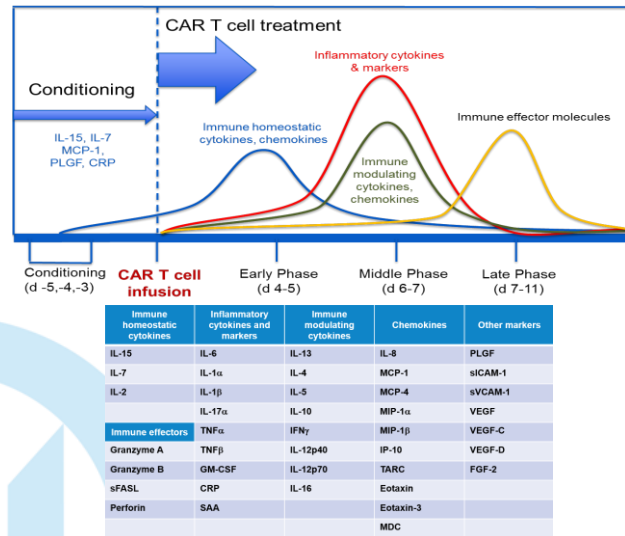 CAR T cell treatment
Conditioning
IL-15, IL-7
MCP-1,
PLGF, CRP
Inflammatory cytokines
& markers
Immune homeostatic
cytokines, chemokines
Immune
modulating
cytokines,
chemokines
Immune effector molecules
Conditioning
(d -5,-4,-3)
CAR T cell
infusion
Early Phase
(d 4-5)
Middle Phase
(d 6-7)
Late Phase
(d 7-11)
Immune
homeostatic
cytokines
Inflammatory
cytokines and
markers
Immune
modulating
cytokines
Chemokines
Other markers
IL-15 IL-6 IL-13 IL-8 PLGF
IL-7 IL-1α IL-4 MCP-1 sICAM-1
IL-2 IL-1β IL-5 MCP-4 sVCAM-1
IL-17α IL-10 MIP-1α VEGF
Immune effectors TNFα IFNγ MIP-1β VEGF-C
Granzyme A TNFβ IL-12p40 IP-10 VEGF-D
Granzyme B GM-CSF IL-12p70 TARC FGF-2
sFASL CRP IL-16 Eotaxin
Perforin SAA Eotaxin-3
MDC